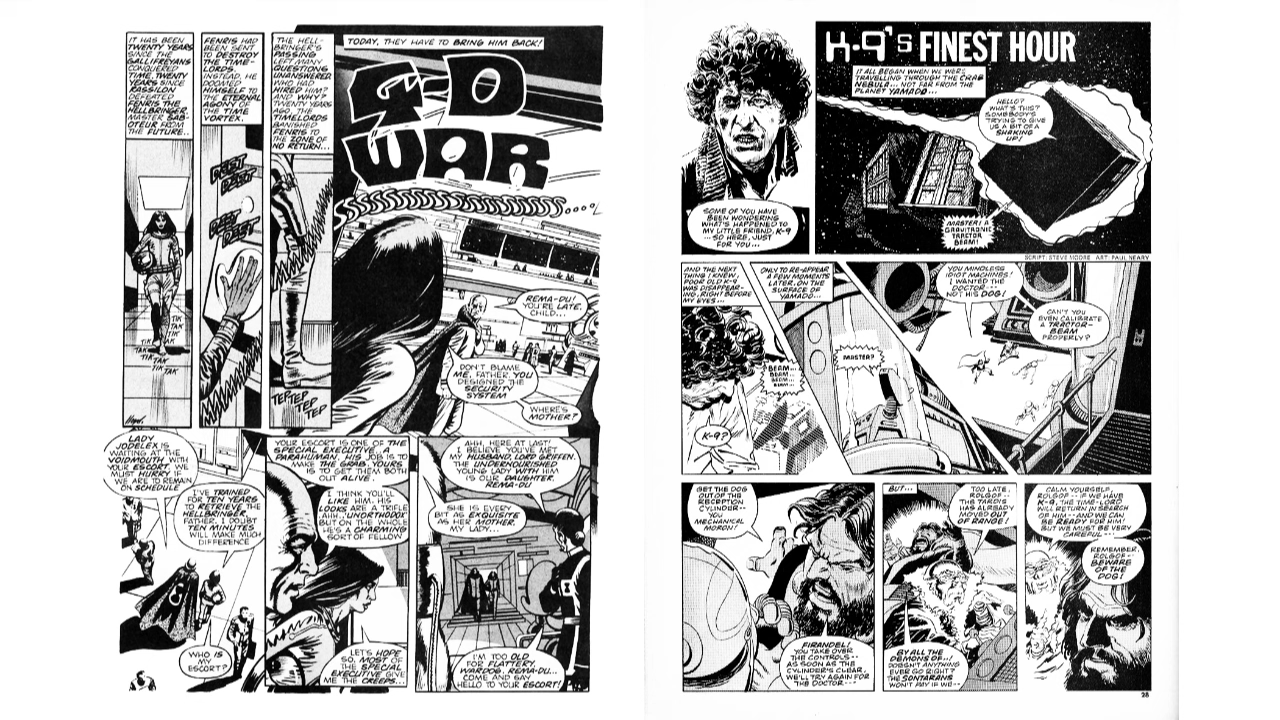 IT HAS BEEN
TWENTY YEARS
SINCE THE
GALLIFREYANS
CONQUERED
TIME, TWENTY
YEARS SINCE
RASSILON
DEFEATED
FENRIS THE
HELLBRINGER,
MASTER SAB-
OTEUR FROM
THE FUTURE...
FENRIS HAD
BEEN SENT
TO DESTROY
THE TIME-
LORDS.
INSTEAD, HE
DOOMED
HIMSELF TO
THE ETERNAL
AGONY OF
THE TIME
VORTEX.
THE HELL-
BRINGER'S
PASSING
LEFT MANY
QUESTIONS
UNANSWERED.
WHO HAD
HIRED HIM?
AND WHY?
TWENTY YEARS
AGO, THE
TIMELORDS
BANISHED
FENRIS TO
THE ZONE OF
NO RETURN...
TODAY, THEY HAVE TO BRING HIM BACK!
4-D
WAR
TIK
TAK
TIK
TAK
TIK
TAK
TIK
TAK
TEP TEP
TEP
TEP
REMA-DU!
YOU'RE LATE,
CHILD...
DON'T BLAME
ME, FATHER. YOU
DESIGNED THE
SECURITY
SYSTEM
WHERE'S
MOTHER?
LADY
JODELEX IS
WAITING AT THE
VOIDMOUTH WITH
YOUR ESCORT. WE
MUST HURRY IF
WE ARE TO REMAIN
ON SCHEDULE
I'VE TRAINED
FOR TEN YEARS
TO RETRIEVE THE
HELLBRINGER,
FATHER. I DOUBT
TEN MINUTES
WILL MAKE MUCH
DIFFERENCE
WHO IS
MY
ESCORT?
YOUR ESCORT IS ONE OF THE
SPECIAL EXECUTIVE. A
PARAHUMAN. HIS JOB IS TO
MAKE THE GRAB. YOURS
IS TO GET THEM BOTH
OUT ALIVE.
I THINK YOU'LL
LIKE HIM. HIS
LOOKS ARE A TRIFLE
AHH...UNORTHODOX
BUT ON THE WHOLE
HE'S A CHARMING
SORT OF FELLOW
LET'S HOPE
SO. MOST OF
THE SPECIAL
EXECUTIVE GIVE
ME THE CREEPS...
AHH, HERE AT LAST!
I BELIEVE YOU'VE MET
MY HUSBAND, LORD GRIFFEN.
THE UNDERNOURISHED
YOUNG LADY WITH HIM
IS OUR DAUGHTER,
REMA-DU
SHE IS EVERY
BIT AS EXQUISITE
AS HER MOTHER,
MY LADY...
I'M TOO OLD
FOR FLATTERY,
WARDOG. REMA-DU...
COME AND SAY
HELLO TO YOUR ESCORT!
K-9'S FINEST HOUR
SOME OF YOU HAVE
BEEN WONDERING
WHAT'S HAPPENED TO
MY LITTLE FRIEND, K-9
...SO HERE, JUST
FOR YOU...
IT ALL BEGAN WHEN WE WERE
TRAVELLING THROUGH THE CRAB
NEBULA... NOT FAR FROM THE
PLANET YAMADO...
HELLO?
WHAT'S THIS?
SOMEBODY'S
TRYING TO GIVE
US A BIT OF A
SHAKING
UP!
MASTER! A
GRAVITRONIC
TRACTOR
BEAM!
SCRIPT: STEVE MOORE ART: PAUL NEARY
AND THE NEXT
THING I KNEW,
POOR OLD K-9
WAS DISAPPEAR-
ING, RIGHT BEFORE
MY EYES...
BEAM...
BEAM...
BEAM...
BEAM...
K-9?
ONLY TO RE-APPEAR
A FEW MOMENTS
LATER, ON THE
SURFACE OF
YAMADO...
MASTER?
YOU MINDLESS
IDIOT MACHINES!
I WANTED THE
DOCTOR--
NOT HIS DOG!
CAN'T YOU
EVEN CALIBRATE
A TRACTOR-
BEAM
PROPERLY?
GET THE DOG
OUT OF THE
RECEPTION
CYLINDER--
YOU
MECHANICAL
MORON!
FIRANDEL!
YOU TAKE OVER
THE CONTROLS--
AS SOON AS THE
CYLINDER'S CLEAR,
WE'LL TRY AGAIN FOR
THE DOCTOR---
BUT...
TOO LATE,
ROLGOF--
THE TARDIS
HAS ALREADY
MOVED OUT
OF RANGE!
BY ALL THE
DEMONS OF..!
DOESN'T ANYTHING
EVER GO RIGHT?
THE SONTARANS
WON'T PAY IF WE--
CALM YOURSELF,
ROLGOF-- IF WE HAVE
K-9, THE TIME-LORD
WILL RETURN IN SEARCH
OF HIM-- AND WE CAN
BE READY FOR HIM!
BUT WE MUST BE VERY
CAREFUL---
REMEMBER,
ROLGOF--
BEWARE
OF THE
DOG!
28